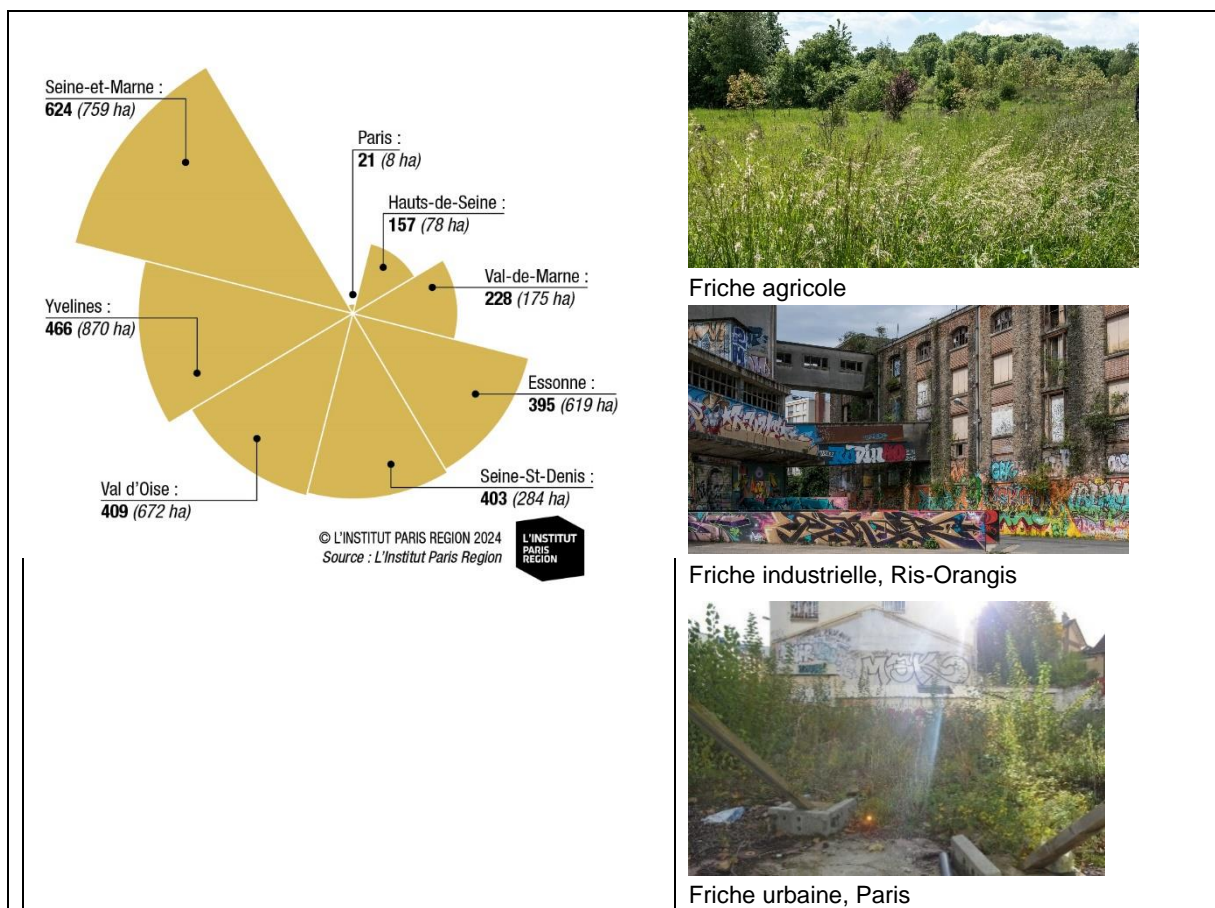 Seine-et-Marne :
624 (759 ha)
Paris :
21 (8 ha)
Hauts-de-Seine :
157 (78 ha)
Val-de-Marne :
228 (175 ha)
Yvelines :
466 (870 ha)
Essonne :
395 (619 ha)
Seine-St-Denis :
403 (284 ha)
Val d'Oise :
409 (672 ha)
© L'INSTITUT PARIS REGION 2024
Source : L'Institut Paris Region
L'INSTITUT
PARIS
REGION
Friche agricole
Friche industrielle, Ris-Orangis
Friche urbaine, Paris